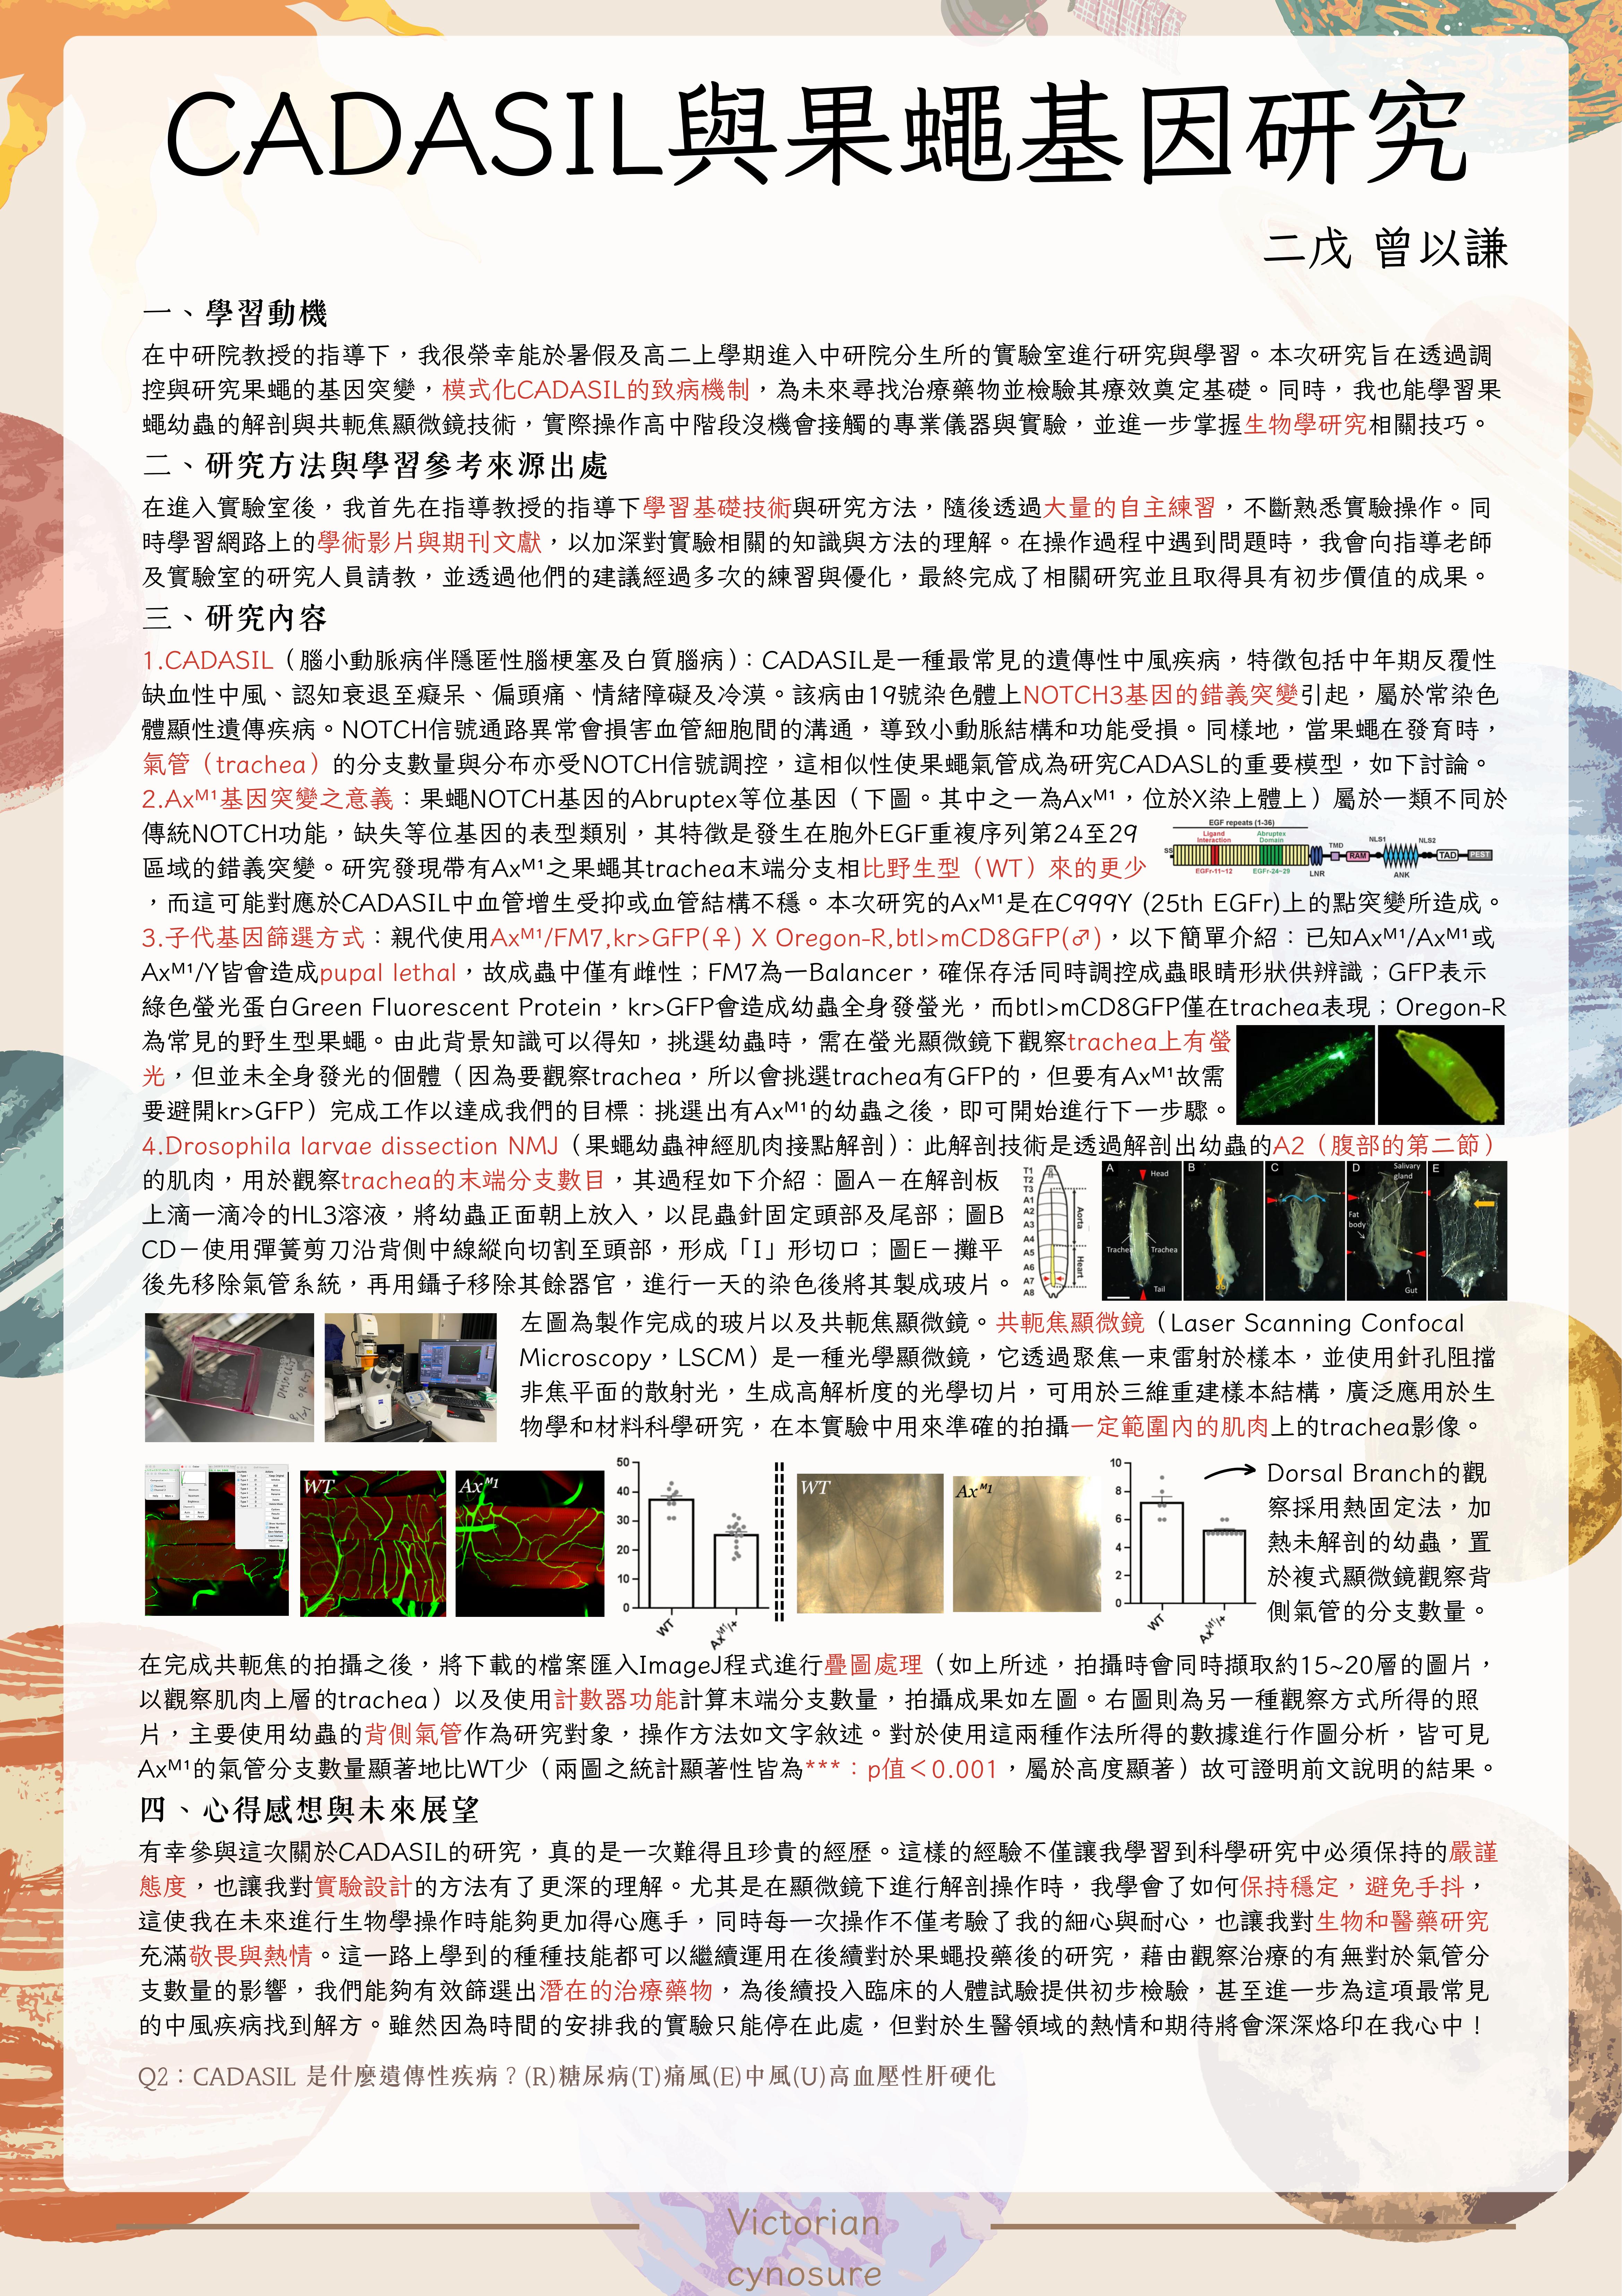 CADASIL與果蠅基因研究
二戊 曾以謙
一、學習動機
在中研院教授的指導下，我很榮幸能於暑假及高二上學期進入中研院分生所的實驗室進行研究與學習。本次研究旨在透過調
控與研究果蠅的基因突變，模式化CADASIL的致病機制，為未來尋找治療藥物並檢驗其療效奠定基礎。同時，我也能學習果
蠅幼蟲的解剖與共軛焦顯微鏡技術，實際操作高中階段沒機會接觸的專業儀器與實驗，並進一步掌握生物學研究相關技巧。
二、研究方法與學習參考來源出處
在進入實驗室後，我首先在指導教授的指導下學習基礎技術與研究方法，隨後透過大量的自主練習，不斷熟悉實驗操作。同
時學習網路上的學術影片與期刊文獻，以加深對實驗相關的知識與方法的理解。在操作過程中遇到問題時，我會向指導老師
及實驗室的研究人員請教，並透過他們的建議經過多次的練習與優化，最終完成了相關研究並且取得具有初步價值的成果。
三、研究內容
1.CADASIL（腦小動脈病伴隱匿性腦梗塞及白質腦病）：CADASIL是一種最常見的遺傳性中風疾病，特徵包括中年期反覆性
缺血性中風、認知衰退至癡呆、偏頭痛、情緒障礙及冷漠。該病由19號染色體上NOTCH3基因的錯義突變引起，屬於常染色
體顯性遺傳疾病。NOTCH信號通路異常會損害血管細胞間的溝通，導致小動脈結構和功能受損。同樣地，當果蠅在發育時，
氣管（trachea）的分支數量與分布亦受NOTCH信號調控，這相似性使果蠅氣管成為研究CADASL的重要模型，如下討論。
2.Axᴹ¹基因突變之意義：果蠅NOTCH基因的Abruptex等位基因（下圖。其中之一為Axᴹ¹，位於X染上體上）屬於一類不同於
傳統NOTCH功能，缺失等位基因的表型類別，其特徵是發生在胞外EGF重複序列第24至29
區域的錯義突變。研究發現帶有Axᴹ¹之果蠅其trachea末端分支相比野生型（WT）來的更少
，而這可能對應於CADASIL中血管增生受抑或血管結構不穩。本次研究的Axᴹ¹是在C999Y (25th EGFr)上的點突變所造成。
EGF repeats (1-36)
Ligand Interaction
Abruptex Domain
SS
EGFr-11~12
EGFr-24~29
LNR
TMD
RAM
NLS1
ANK
NLS2
TAD
PEST
3.子代基因篩選方式：親代使用Axᴹ¹/FM7,kr>GFP(♀) X Oregon-R,btl>mCD8GFP(♂)，以下簡單介紹：已知Axᴹ¹/Axᴹ¹或
Axᴹ¹/Y皆會造成pupal lethal，故成蟲中僅有雌性；FM7為一Balancer，確保存活同時調控成蟲眼睛形狀供辨識；GFP表示
綠色螢光蛋白Green Fluorescent Protein，kr>GFP會造成幼蟲全身發螢光，而btl>mCD8GFP僅在trachea表現；Oregon-R
為常見的野生型果蠅。由此背景知識可以得知，挑選幼蟲時，需在螢光顯微鏡下觀察trachea上有螢
光，但並未全身發光的個體（因為要觀察trachea，所以會挑選trachea有GFP的，但要有Axᴹ¹故需
要避開kr>GFP）完成工作以達成我們的目標：挑選出有Axᴹ¹的幼蟲之後，即可開始進行下一步驟。
4.Drosophila larvae dissection NMJ（果蠅幼蟲神經肌肉接點解剖）：此解剖技術是透過解剖出幼蟲的A2（腹部的第二節）
的肌肉，用於觀察trachea的末端分支數目，其過程如下介紹：圖A－在解剖板
上滴一滴冷的HL3溶液，將幼蟲正面朝上放入，以昆蟲針固定頭部及尾部；圖B
CD－使用彈簧剪刀沿背側中線縱向切割至頭部，形成「I」形切口；圖E－攤平
後先移除氣管系統，再用鑷子移除其餘器官，進行一天的染色後將其製成玻片。
T1
T2
T3
A1
A2
A3
A4
A5
A6
A7
A8
Aorta
Heart
A
Head
Trachea
Trachea
Tail
B
C
D
Salivary gland
Fat body
Gut
E
左圖為製作完成的玻片以及共軛焦顯微鏡。共軛焦顯微鏡（Laser Scanning Confocal
Microscopy，LSCM）是一種光學顯微鏡，它透過聚焦一束雷射於樣本，並使用針孔阻擋
非焦平面的散射光，生成高解析度的光學切片，可用於三維重建樣本結構，廣泛應用於生
物學和材料科學研究，在本實驗中用來準確的拍攝一定範圍內的肌肉上的trachea影像。
WT
Axᴹ¹
50
40
30
20
10
0
WT
Axᴹ¹/+
WT
Axᴹ¹
10
8
6
4
2
0
WT
Axᴹ¹/+
Dorsal Branch的觀
察採用熱固定法，加
熱未解剖的幼蟲，置
於複式顯微鏡觀察背
側氣管的分支數量。
在完成共軛焦的拍攝之後，將下載的檔案匯入ImageJ程式進行疊圖處理（如上所述，拍攝時會同時擷取約15~20層的圖片，
以觀察肌肉上層的trachea）以及使用計數器功能計算末端分支數量，拍攝成果如左圖。右圖則為另一種觀察方式所得的照
片，主要使用幼蟲的背側氣管作為研究對象，操作方法如文字敘述。對於使用這兩種作法所得的數據進行作圖分析，皆可見
Axᴹ¹的氣管分支數量顯著地比WT少（兩圖之統計顯著性皆為***：p值＜0.001，屬於高度顯著）故可證明前文說明的結果。
四、心得感想與未來展望
有幸參與這次關於CADASIL的研究，真的是一次難得且珍貴的經歷。這樣的經驗不僅讓我學習到科學研究中必須保持的嚴謹
態度，也讓我對實驗設計的方法有了更深的理解。尤其是在顯微鏡下進行解剖操作時，我學會了如何保持穩定，避免手抖，
這使我在未來進行生物學操作時能夠更加得心應手，同時每一次操作不僅考驗了我的細心與耐心，也讓我對生物和醫藥研究
充滿敬畏與熱情。這一路上學到的種種技能都可以繼續運用在後續對於果蠅投藥後的研究，藉由觀察治療的有無對於氣管分
支數量的影響，我們能夠有效篩選出潛在的治療藥物，為後續投入臨床的人體試驗提供初步檢驗，甚至進一步為這項最常見
的中風疾病找到解方。雖然因為時間的安排我的實驗只能停在此處，但對於生醫領域的熱情和期待將會深深烙印在我心中！
Q2：CADASIL 是什麼遺傳性疾病？(R)糖尿病(T)痛風(E)中風(U)高血壓性肝硬化
Victorian
cynosure